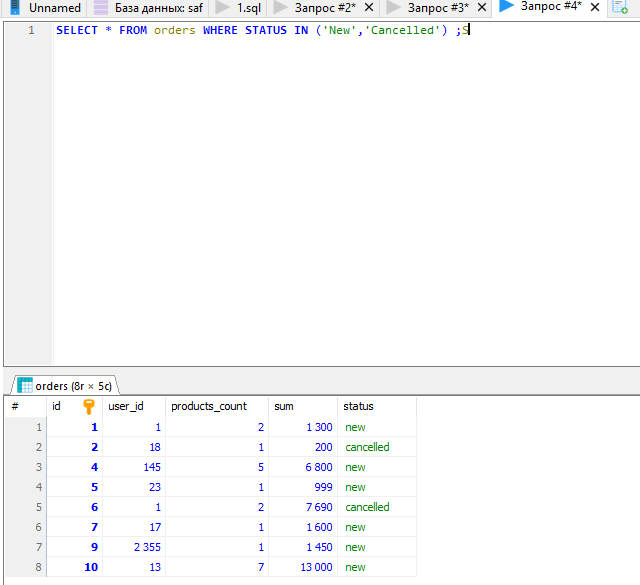 Unnamed База данных: saf 1.sql Запрос #2* Запрос #3* Запрос #4*
1 SELECT * FROM orders WHERE STATUS IN ('New','Cancelled') ;S
orders (8r × 5c)
# id user_id products_count sum status
1 1 1 2 1 300 new
2 2 18 1 200 cancelled
3 4 145 5 6 800 new
4 5 23 1 999 new
5 6 1 2 7 690 cancelled
6 7 17 1 1 600 new
7 9 2 355 1 1 450 new
8 10 13 7 13 000 new